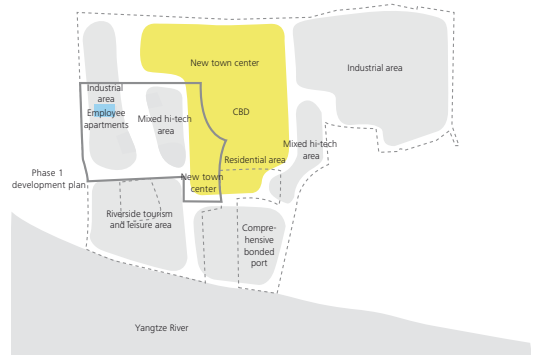 New town center
Industrial area
Industrial
area
Employee
apartments
CBD
Mixed hi-tech
area
Mixed hi-tech
area
Residential area
Phase 1
development plan
New town
center
Riverside tourism
and leisure area
Compre-
hensive
bonded
port
Yangtze River